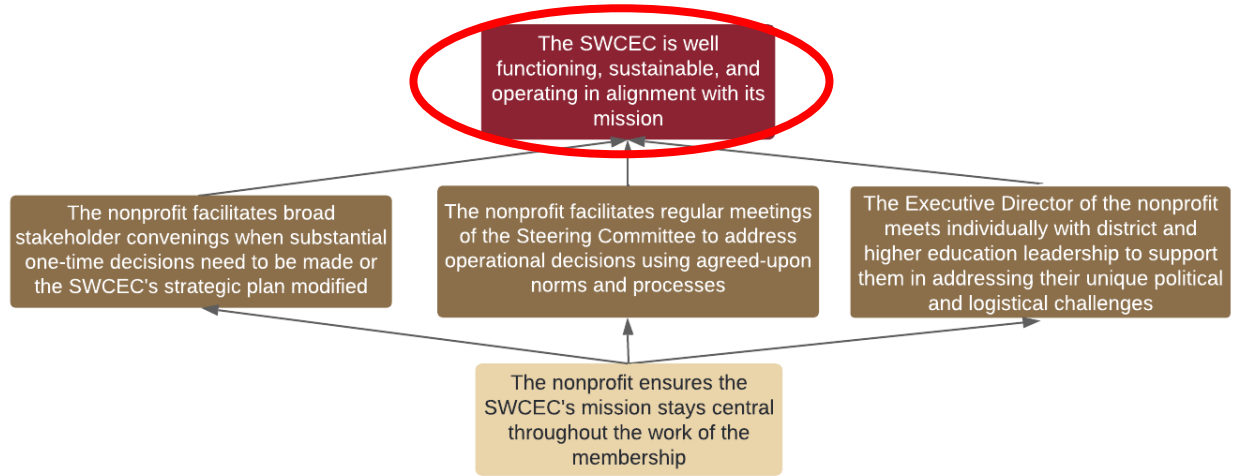 The SWCEC is well
functioning, sustainable, and
operating in alignment with its
mission
The nonprofit facilitates broad
stakeholder convenings when substantial
one-time decisions need to be made or
the SWCEC's strategic plan modified
The nonprofit facilitates regular meetings
of the Steering Committee to address
operational decisions using agreed-upon
norms and processes
The Executive Director of the nonprofit
meets individually with district and
higher education leadership to support
them in addressing their unique political
and logistical challenges
The nonprofit ensures the
SWCEC's mission stays central
throughout the work of the
membership